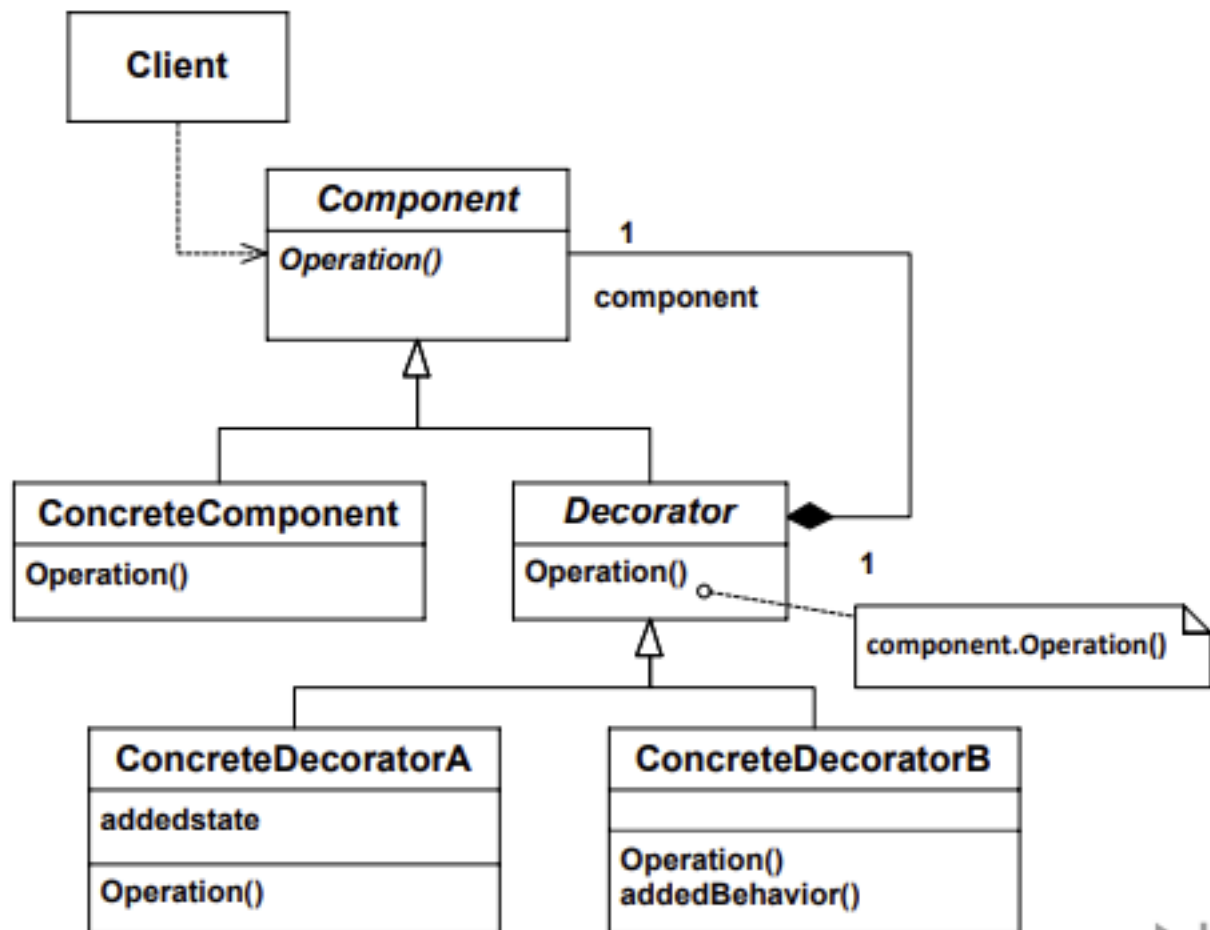 Client
Component
Operation()
1
component
ConcreteComponent
Operation()
Decorator
Operation()
1
component.Operation()
ConcreteDecoratorA
addedstate
Operation()
ConcreteDecoratorB
Operation()
addedBehavior()